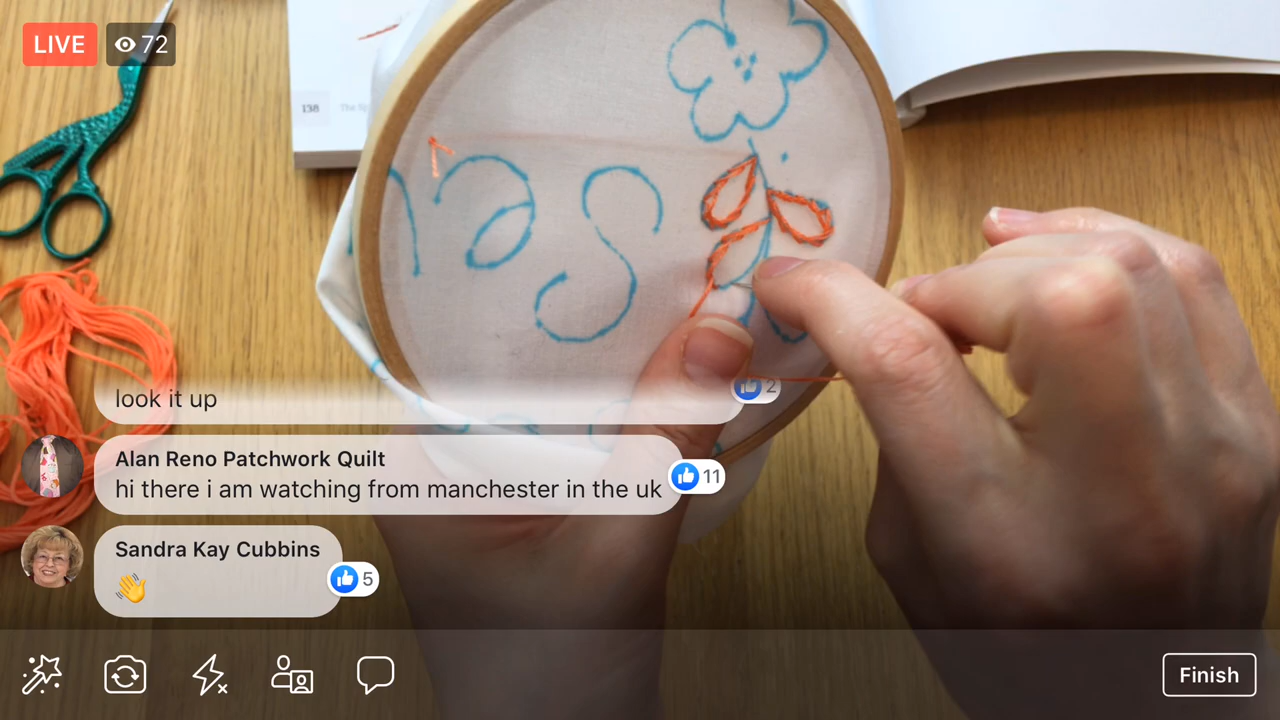 LIVE
72
138
look it up
2
Alan Reno Patchwork Quilt
hi there i am watching from manchester in the uk
11
Sandra Kay Cubbins
👋
5
Finish